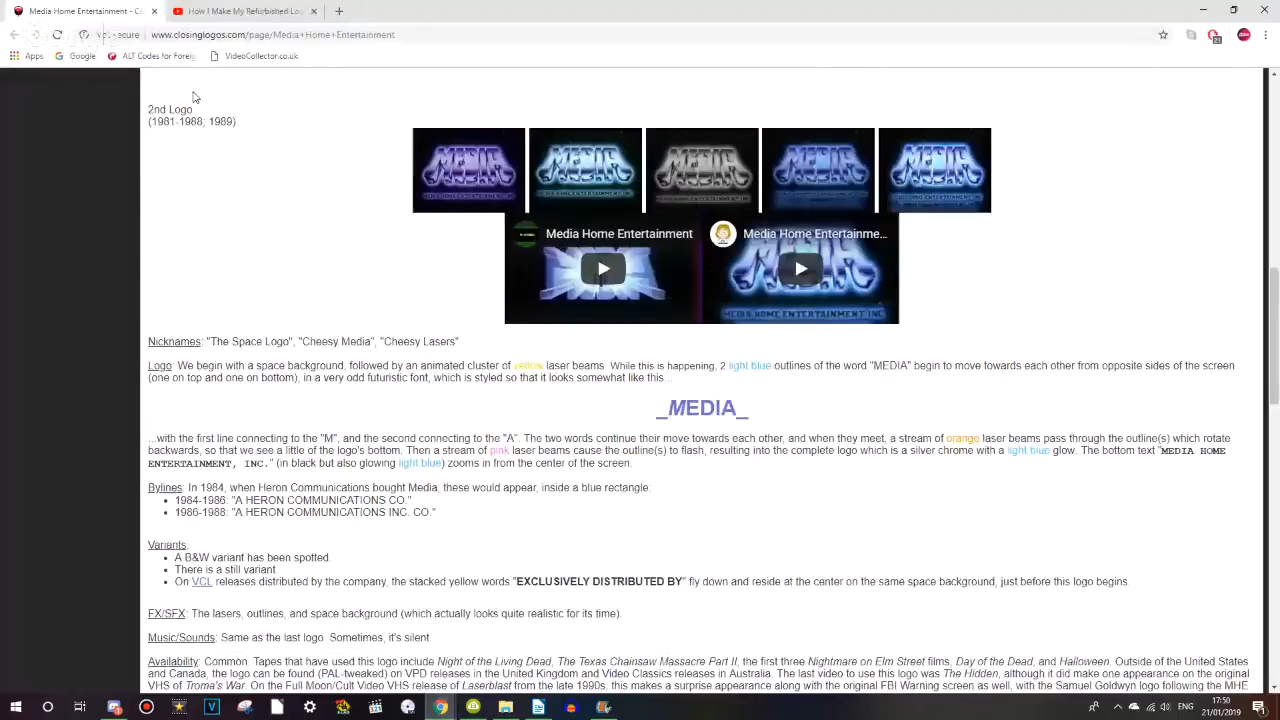 Media Home Entertainment - CL
How I Make My Refurbished Log
www.closinglogos.com/page/Media+Home+Entertainment
21
Apps
Google
ALT Codes for Foreig
VideoCollector.co.uk
2nd Logo
(1981-1988; 1989)
MEDIA MEDIA MEDIA MEDIA MEDIA
Media Home Entertainment
Media Home Entertainme...
MEDIA
MEDIA HOME ENTERTAINMENT INC
Nicknames: "The Space Logo", "Cheesy Media", "Cheesy Lasers"
Logo: We begin with a space background, followed by an animated cluster of yellow laser beams. While this is happening, 2 light blue outlines of the word "MEDIA" begin to move towards each other from opposite sides of the screen
(one on top and one on bottom), in a very odd futuristic font, which is styled so that it looks somewhat like this...
_MEDIA_
...with the first line connecting to the "M", and the second connecting to the "A". The two words continue their move towards each other, and when they meet, a stream of orange laser beams pass through the outline(s) which rotate
backwards, so that we see a little of the logo's bottom. Then a stream of pink laser beams cause the outline(s) to flash, resulting into the complete logo which is a silver chrome with a light blue glow. The bottom text "MEDIA HOME
ENTERTAINMENT, INC." (in black but also glowing light blue) zooms in from the center of the screen.
Bylines: In 1984, when Heron Communications bought Media, these would appear, inside a blue rectangle:
• 1984-1986: "A HERON COMMUNICATIONS CO."
• 1986-1988: "A HERON COMMUNICATIONS INC. CO."
Variants:
• A B&W variant has been spotted.
• There is a still variant
• On VCL releases distributed by the company, the stacked yellow words "EXCLUSIVELY DISTRIBUTED BY" fly down and reside at the center on the same space background, just before this logo begins.
FX/SFX: The lasers, outlines, and space background (which actually looks quite realistic for its time).
Music/Sounds: Same as the last logo. Sometimes, it's silent
Availability: Common. Tapes that have used this logo include Night of the Living Dead, The Texas Chainsaw Massacre Part II, the first three Nightmare on Elm Street films, Day of the Dead, and Halloween. Outside of the United States
and Canada, the logo can be found (PAL-tweaked) on VPD releases in the United Kingdom and Video Classics releases in Australia. The last video to use this logo was The Hidden, although it did make one appearance on the original
VHS of Troma's War. On the Full Moon/Cult Video VHS release of Laserblast from the late 1990s, this makes a surprise appearance along with the original FBI Warning screen as well, with the Samuel Goldwyn logo following the MHE
17:50
21/01/2019